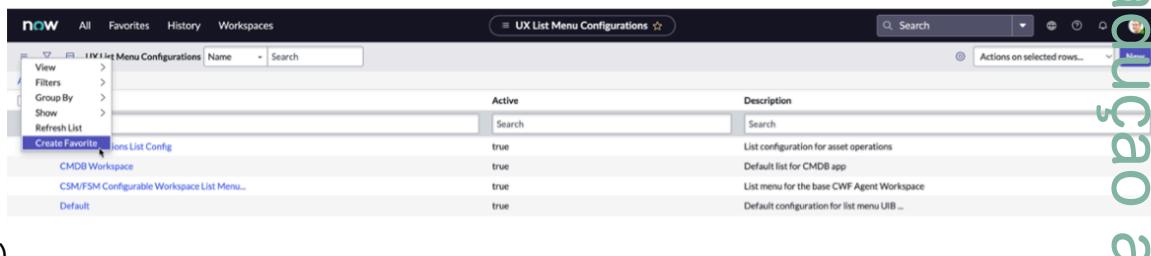 now All Favorites History Workspaces UX List Menu Configurations Search
UX List Menu Configurations Name Search Actions on selected rows... New
View
Filters
Group By
Show
Refresh List
Create Favorite
Active Description
Search Search
ions List Config true List configuration for asset operations
CMDB Workspace true Default list for CMDB app
CSM/FSM Configurable Workspace List Menu... true List menu for the base CWF Agent Workspace
Default true Default configuration for list menu UIB ...
)
dução a